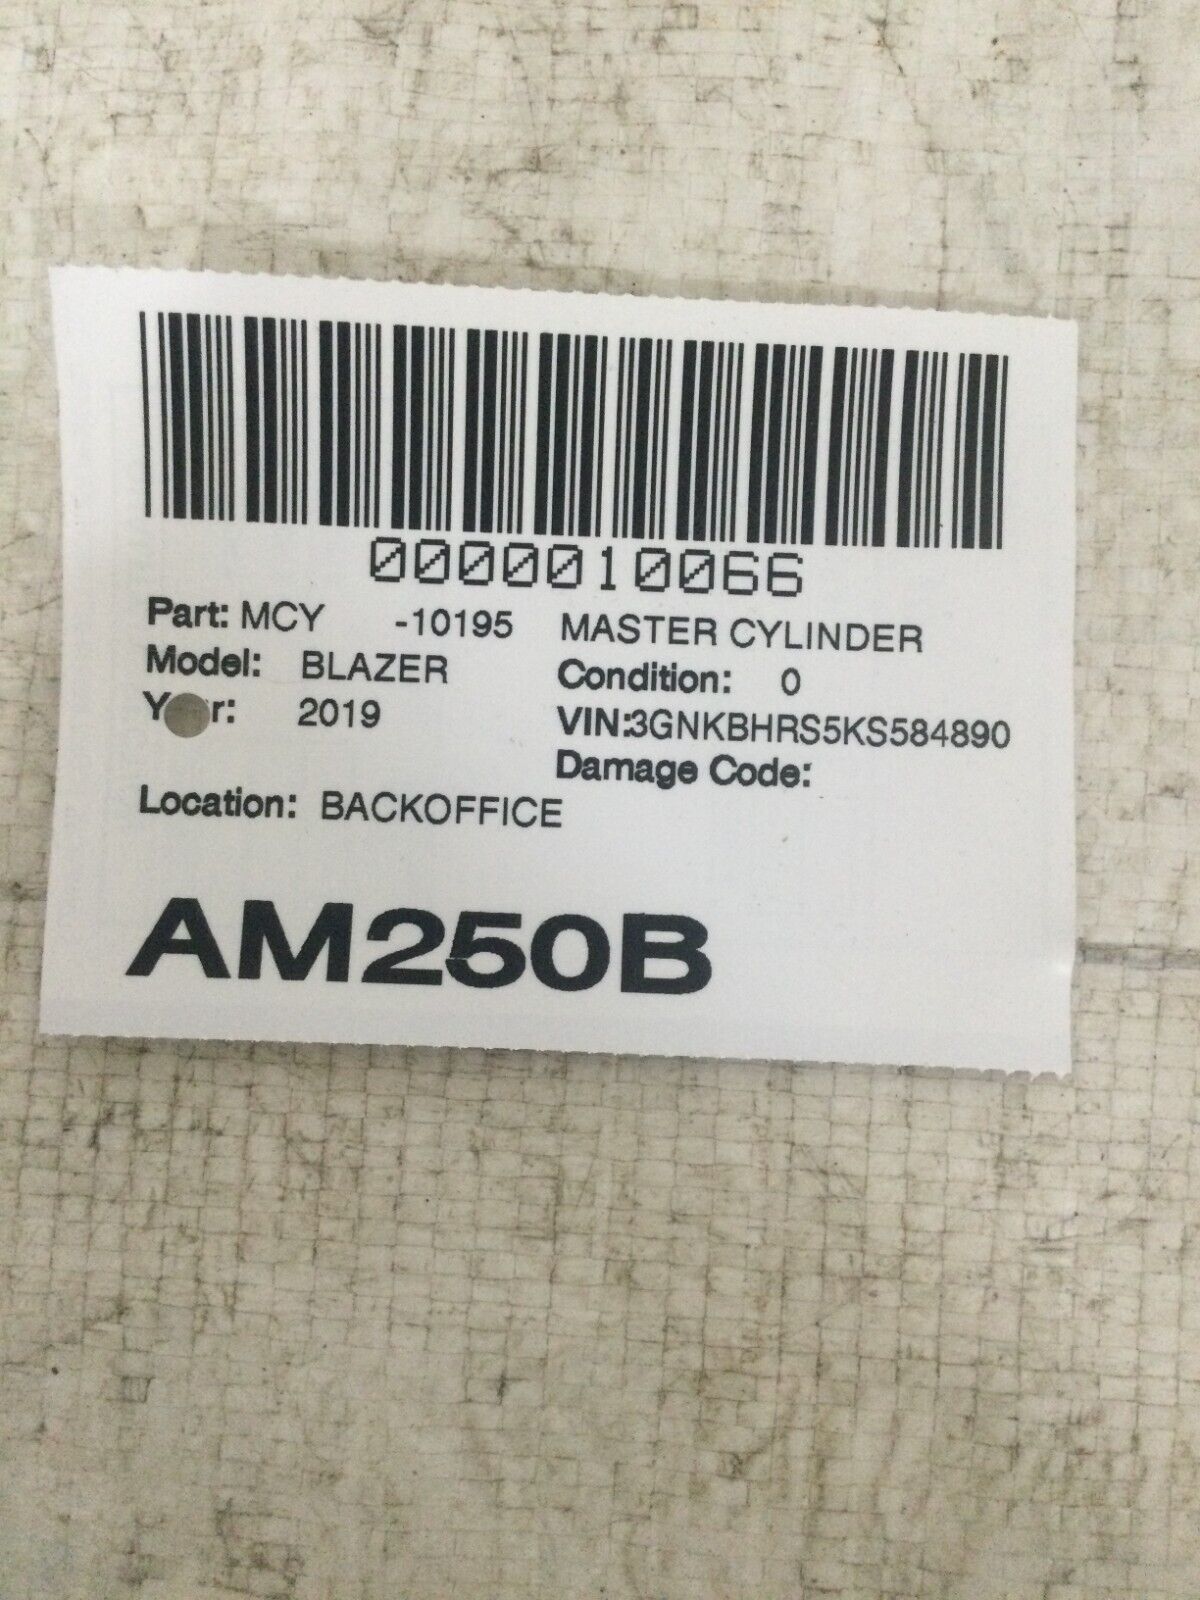 0000010066
Part: MCY -10195 MASTER CYLINDER
Model: BLAZER Condition: 0
2019 VIN:3GNKBHRS5KS584890
Damage Code:
Location: BACKOFFICE
AM250B